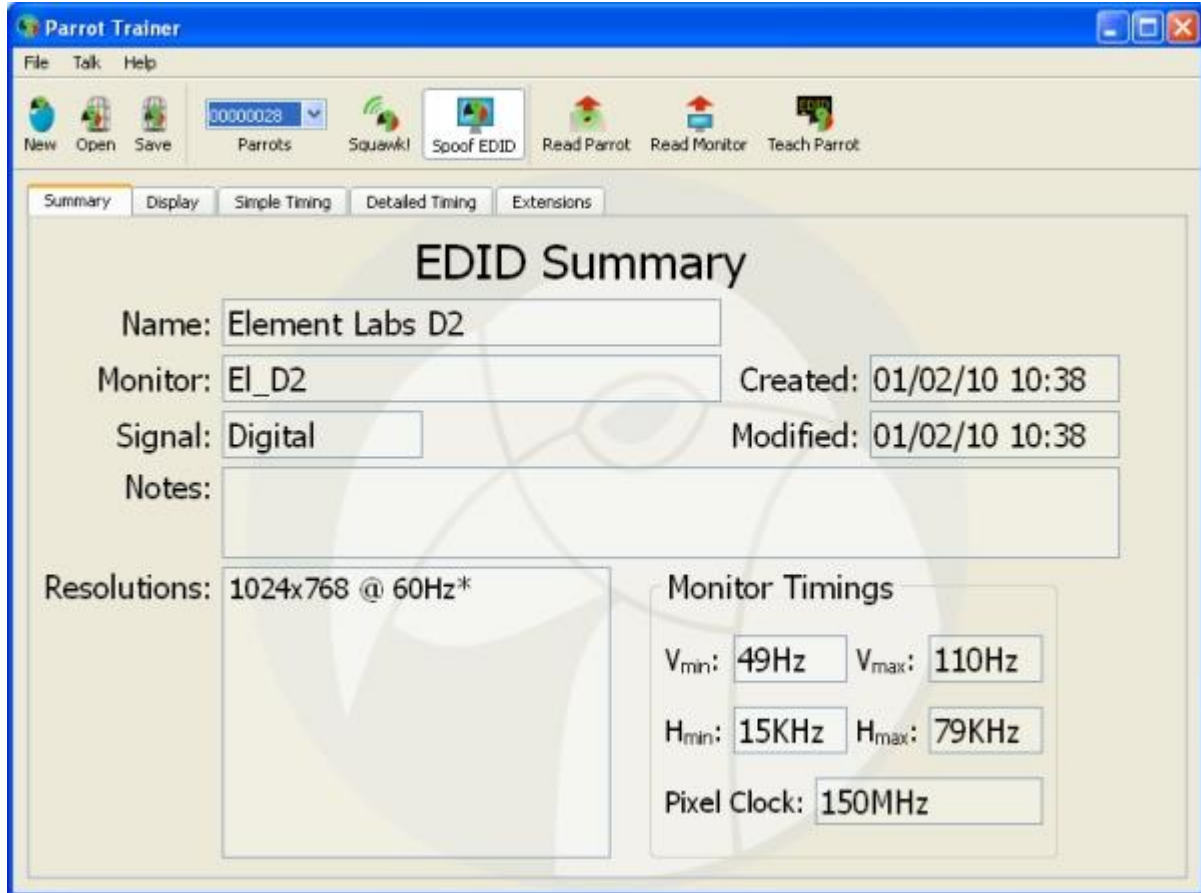 Parrot Trainer
File Talk Help
00000028
EDID
New Open Save Parrots Squawk! Spoof EDID Read Parrot Read Monitor Teach Parrot
Summary Display Simple Timing Detailed Timing Extensions
EDID Summary
Name: Element Labs D2
Monitor: El_D2 Created: 01/02/10 10:38
Signal: Digital Modified: 01/02/10 10:38
Notes:
Resolutions: 1024x768 @ 60Hz* Monitor Timings
Vmin: 49Hz Vmax: 110Hz
Hmin: 15KHz Hmax: 79KHz
Pixel Clock: 150MHz